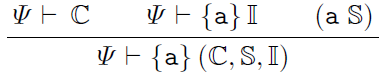 Ψ ⊢ ℂ   Ψ ⊢ {a} 𝕀   (a 𝕊)
Ψ ⊢ {a} (ℂ, 𝕊, 𝕀)